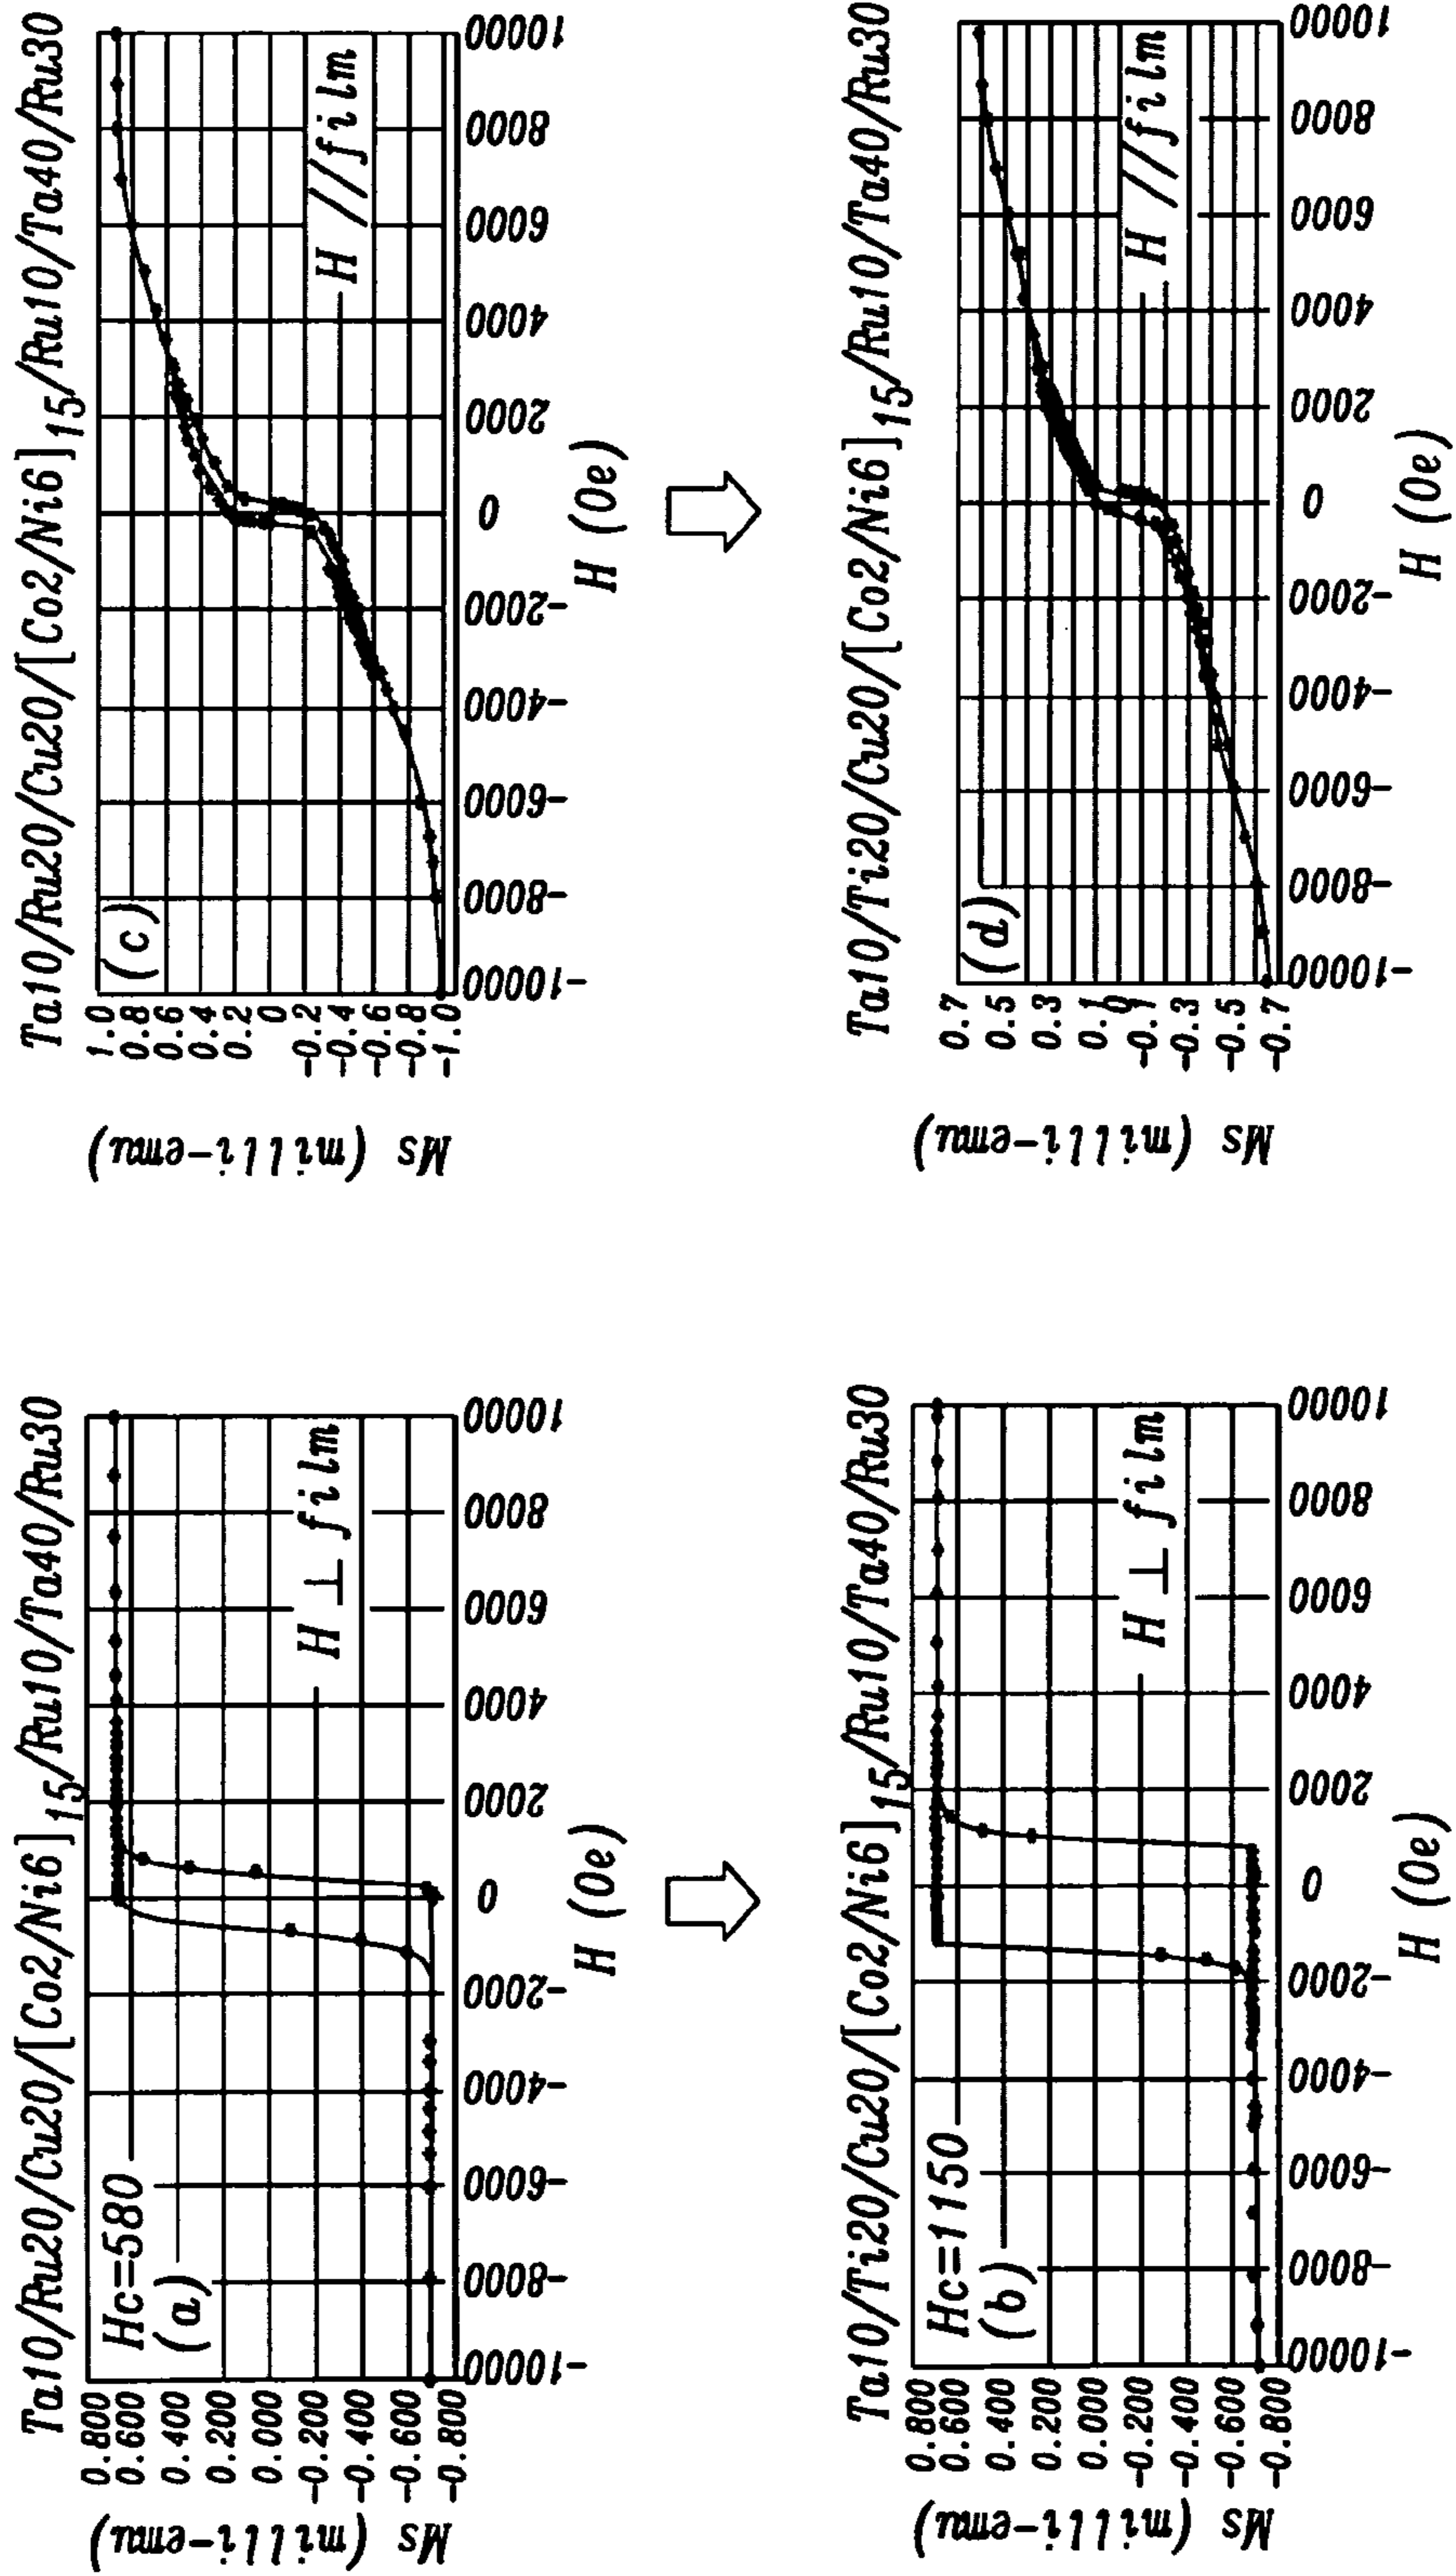 Ta10/Ru20/Cu20/[Co2/Ni6]15/Ru10/Ta40/Ru30
Ms (milli-emu)
0.800
0.600
0.400
0.200
0.000
-0.200
-0.400
-0.600
-0.800
Hc=580
(a)
H ⊥ film
-10000 -8000 -6000 -4000 -2000 0 2000 4000 6000 8000 10000
H (Oe)
Ta10/Ru20/Cu20/[Co2/Ni6]15/Ru10/Ta40/Ru30
Ms (milli-emu)
1.0
0.8
0.6
0.4
0.2
0
-0.2
-0.4
-0.6
-0.8
-1.0
(c)
H //film
-10000 -8000 -6000 -4000 -2000 0 2000 4000 6000 8000 10000
H (Oe)
Ta10/Ti20/Cu20/[Co2/Ni6]15/Ru10/Ta40/Ru30
Ms (milli-emu)
0.800
0.600
0.400
0.200
0.000
-0.200
-0.400
-0.600
-0.800
Hc=1150
(b)
H ⊥ film
-10000 -8000 -6000 -4000 -2000 0 2000 4000 6000 8000 10000
H (Oe)
Ta10/Ti20/Cu20/[Co2/Ni6]15/Ru10/Ta40/Ru30
Ms (milli-emu)
0.7
0.5
0.3
0.1
0
-0.1
-0.3
-0.5
-0.7
(d)
H //film
-10000 -8000 -6000 -4000 -2000 0 2000 4000 6000 8000 10000
H (Oe)